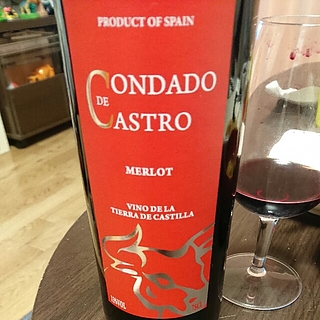 PRODUCT OF SPAIN
CONDADO
DE
CASTRO
MERLOT
VINO DE LA
TIERRA DE CASTILLA